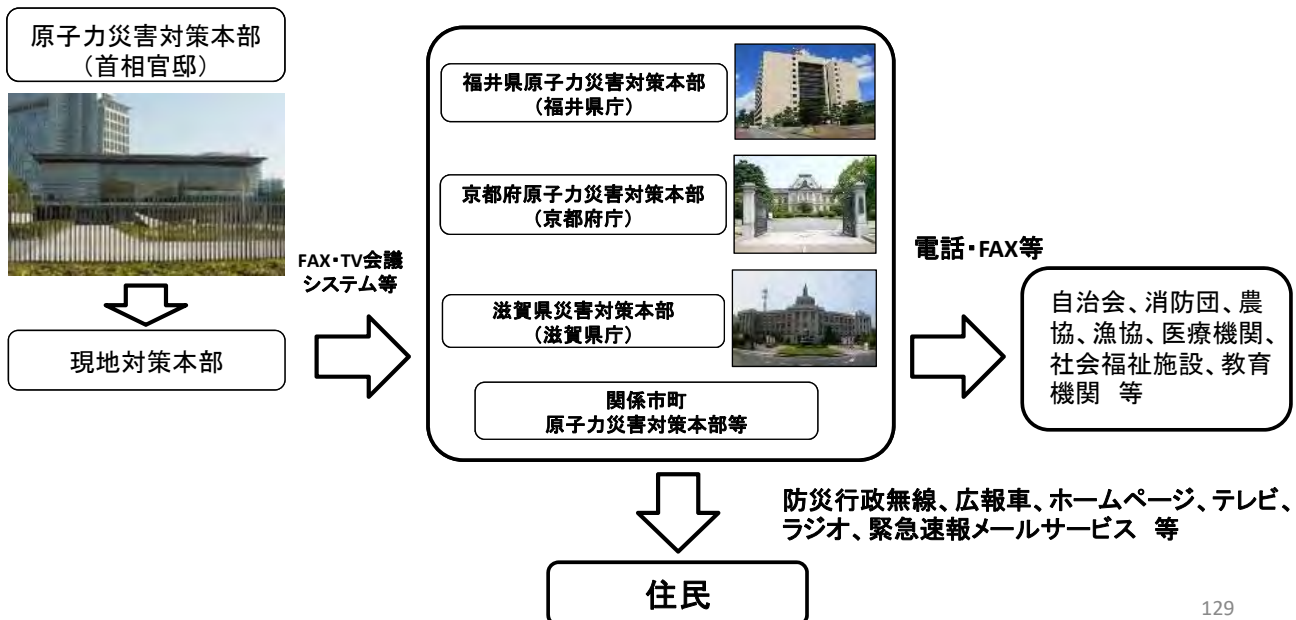 原子力災害対策本部
（首相官邸）
現地対策本部
FAX・TV会議
システム等
福井県原子力災害対策本部
（福井県庁）
京都府原子力災害対策本部
（京都府庁）
滋賀県災害対策本部
（滋賀県庁）
関係市町
原子力災害対策本部等
電話・FAX等
自治会、消防団、農
協、漁協、医療機関、
社会福祉施設、教育
機関　等
防災行政無線、広報車、ホームページ、テレビ、
ラジオ、緊急速報メールサービス　等
住民
129